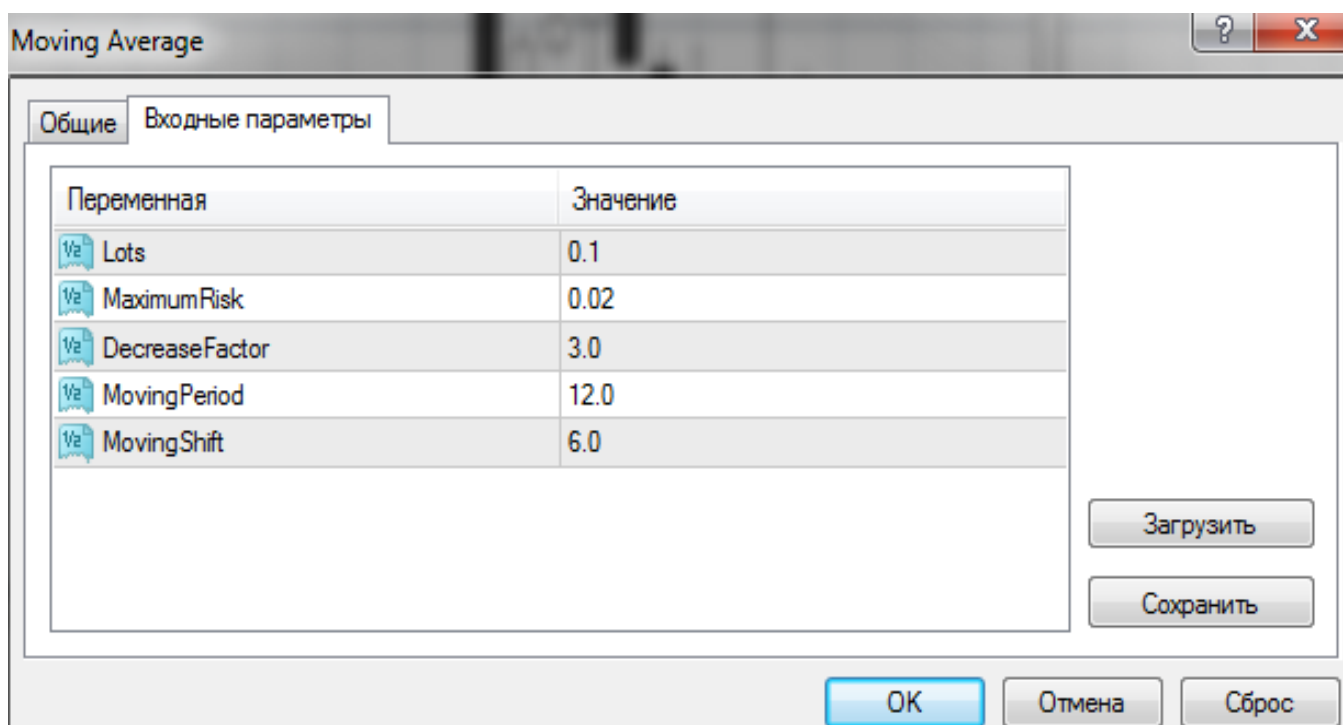 Moving Average
Общие Входные параметры
Переменная Значение
Lots 0.1
MaximumRisk 0.02
DecreaseFactor 3.0
MovingPeriod 12.0
MovingShift 6.0
Загрузить
Сохранить
OK Отмена Сброс